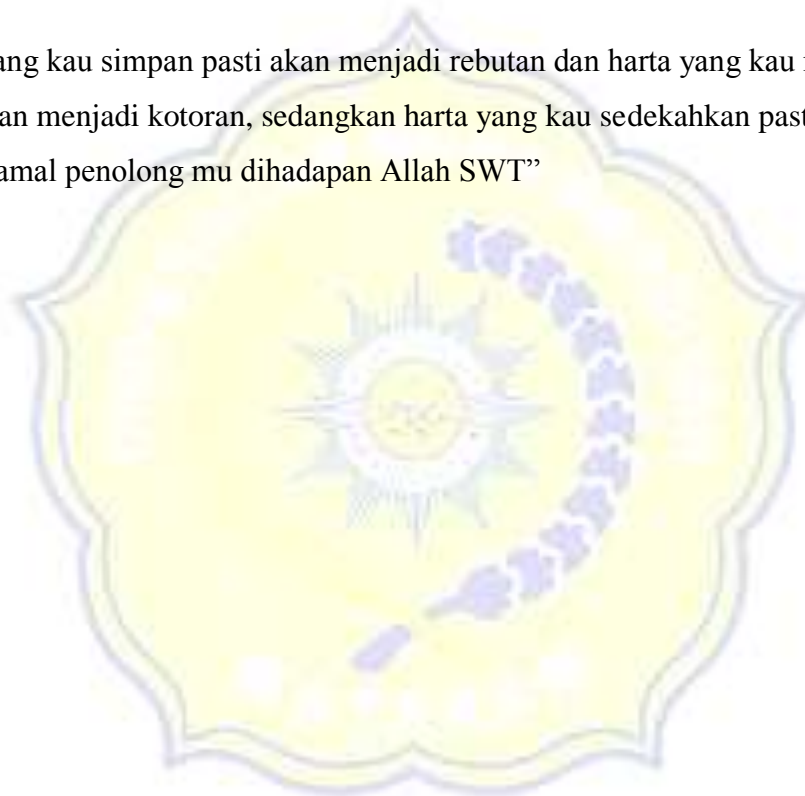 ang kau simpan pasti akan menjadi rebutan dan harta yang kau
an menjadi kotoran, sedangkan harta yang kau sedekahkan past
amal penolong mu dihadapan Allah SWT”